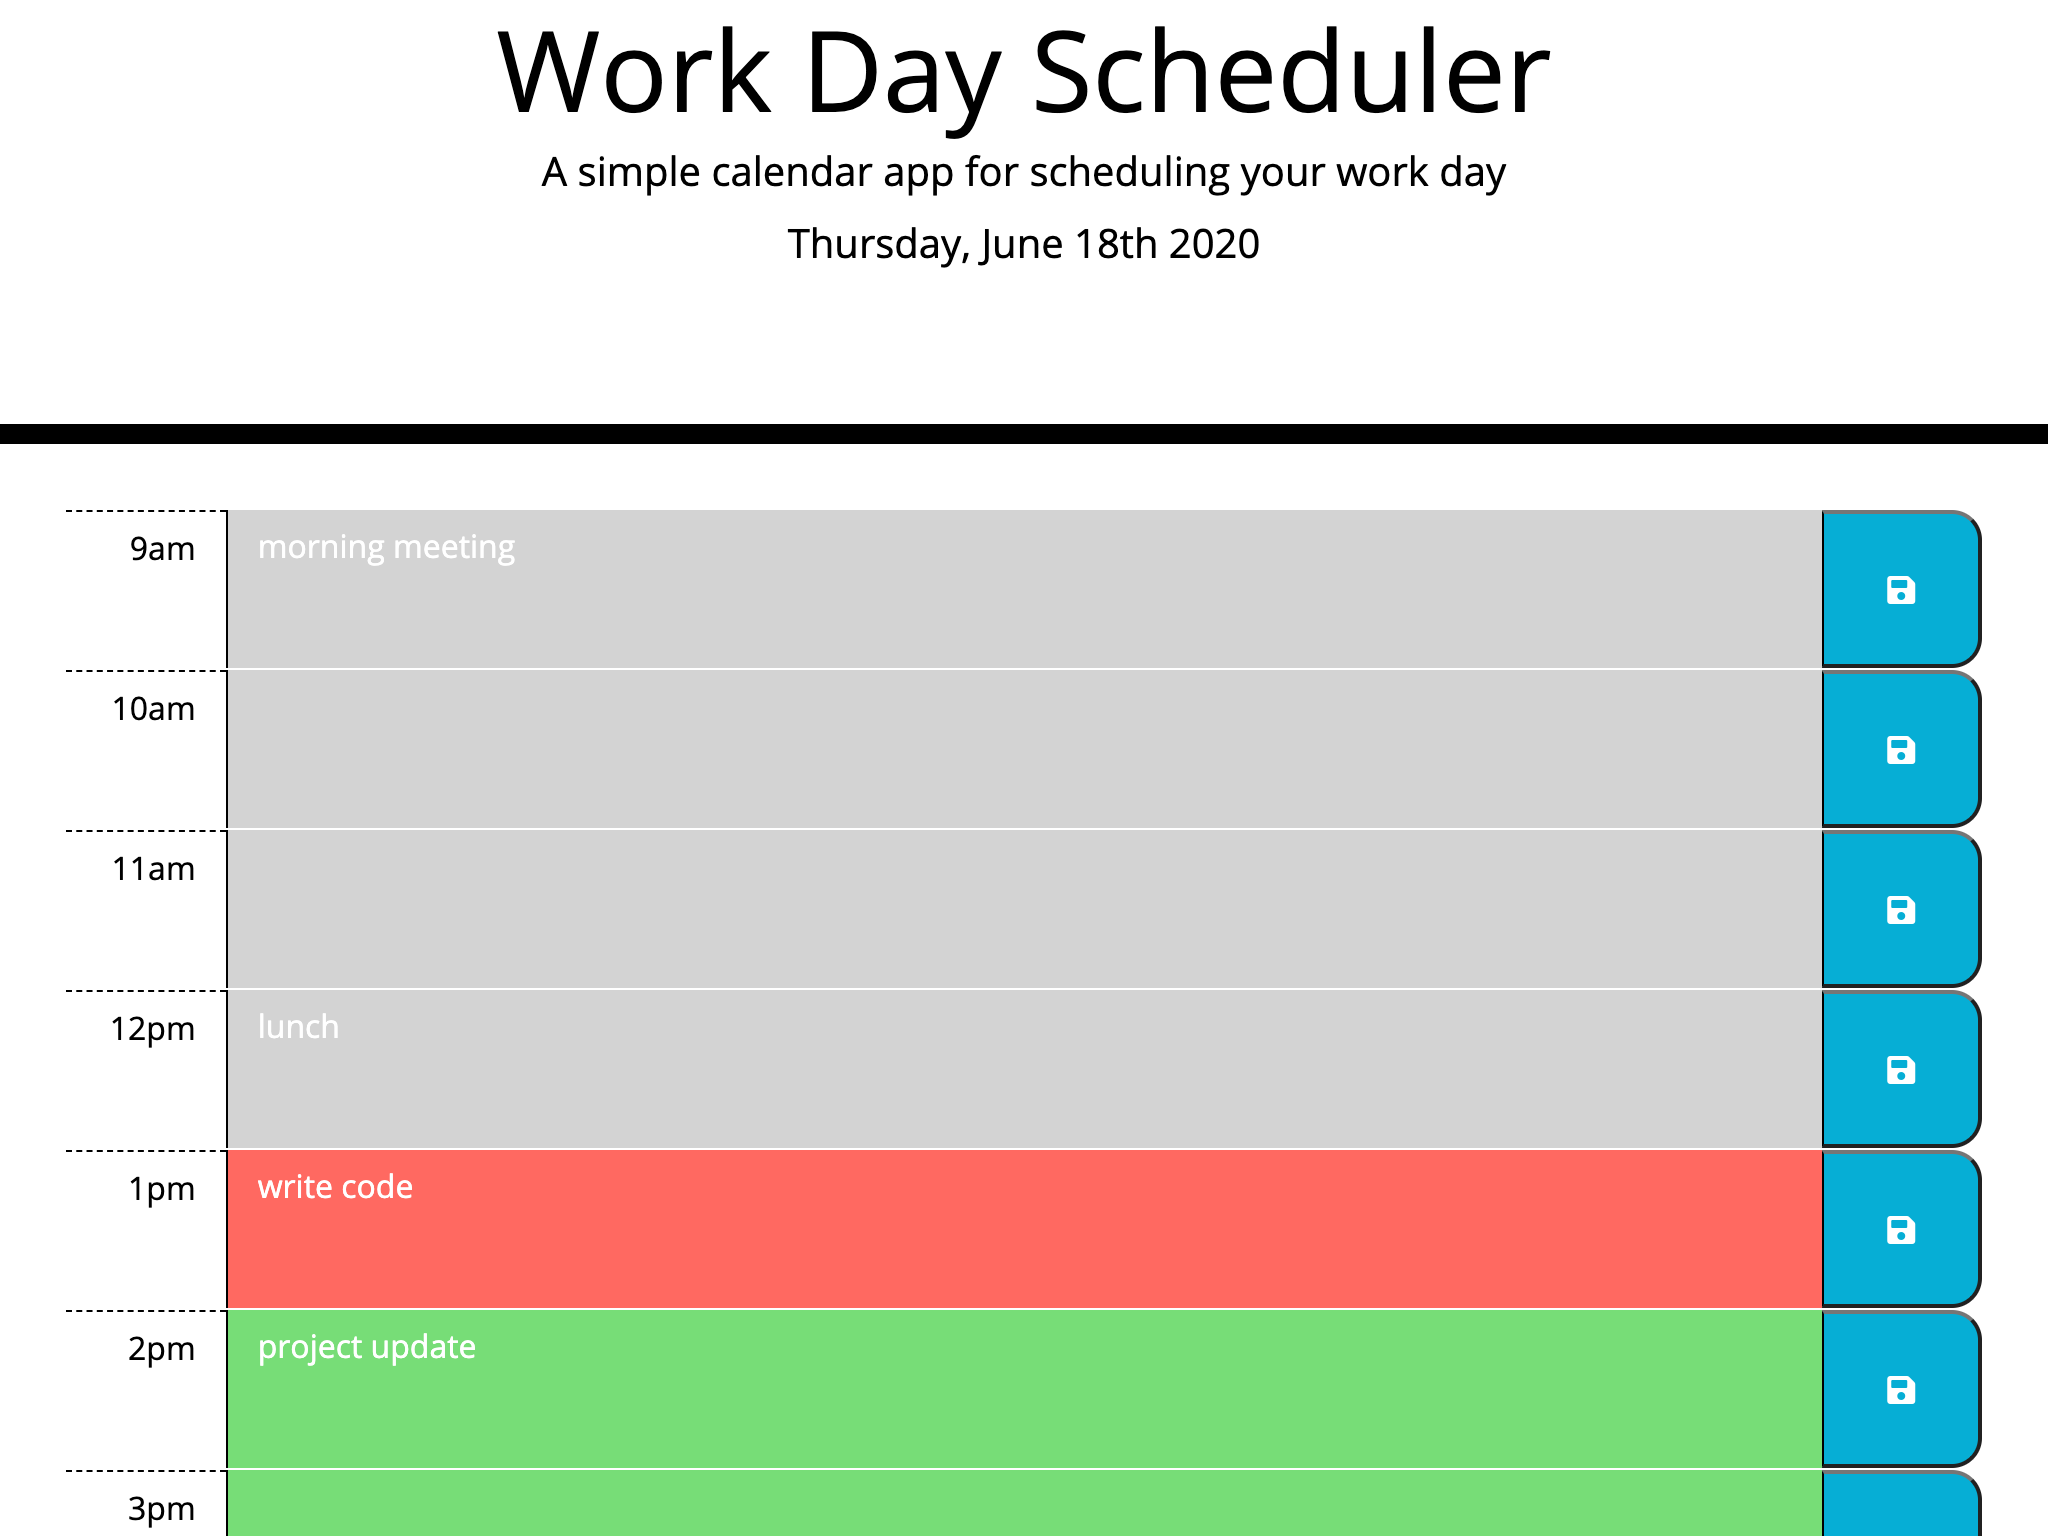 Work Day Scheduler
A simple calendar app for scheduling your work day
Thursday, June 18th 2020
9am morning meeting
10am
11am
12pm lunch
1pm write code
2pm project update
3pm